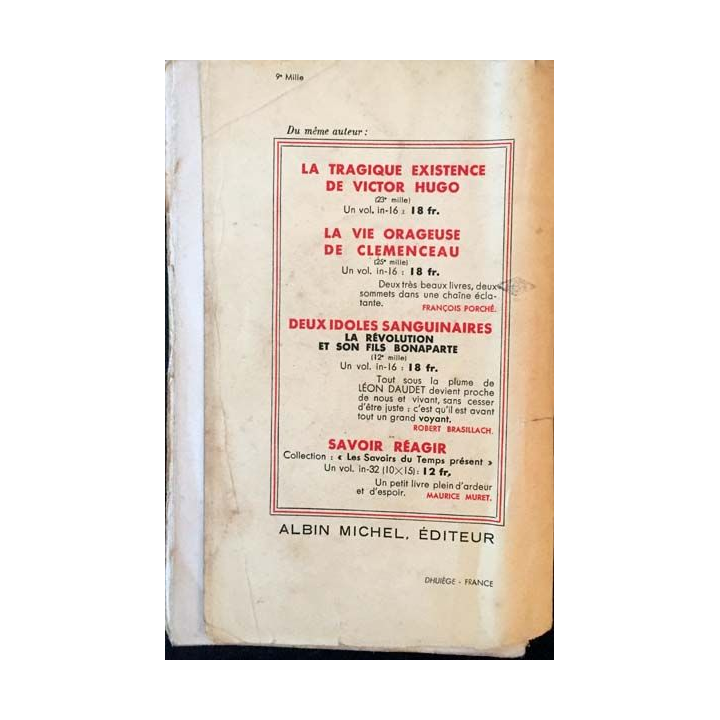 9e Mille
Du même auteur :
LA TRAGIQUE EXISTENCE
DE VICTOR HUGO
(23e mille)
Un vol. in-16 : 18 fr.
LA VIE ORAGEUSE
DE CLEMENCEAU
(25e mille)
Un vol. in-16 : 18 fr.
Deux très beaux livres, deux
sommets dans une chaîne écla-
tante.
FRANÇOIS PORCHÉ.
DEUX IDOLES SANGUINAIRES
LA RÉVOLUTION
ET SON FILS BONAPARTE
(12e mille)
Un vol. in-16 : 18 fr.
Tout sous la plume de
LÉON DAUDET devient proche
de nous et vivant, sans cesser
d'être juste : c'est qu'il est avant
tout un grand voyant.
ROBERT BRASILLACH.
SAVOIR RÉAGIR
Collection : « Les Savoirs du Temps présent »
Un vol. in-32 (10×15) : 12 fr,
Un petit livre plein d'ardeur
et d'espoir.
MAURICE MURET.
ALBIN MICHEL, ÉDITEUR
DHUIÈGE - FRANCE